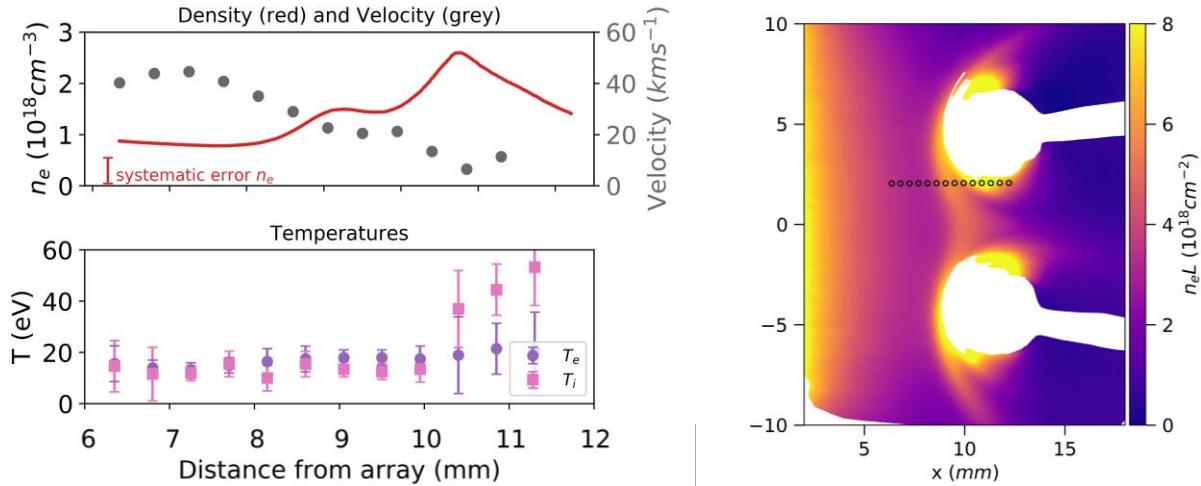 Density (red) and Velocity (grey)
3
2
1
0
n_e (10^18 cm^−3)
60
40
20
0
Velocity (kms^−1)
systematic error n_e
Temperatures
60
40
20
0
T (eV)
T_e
T_i
6 7 8 9 10 11 12
Distance from array (mm)
10
5
0
-5
-10
5 10 15
x (mm)
8
6
4
2
0
n_eL (10^18 cm^−2)